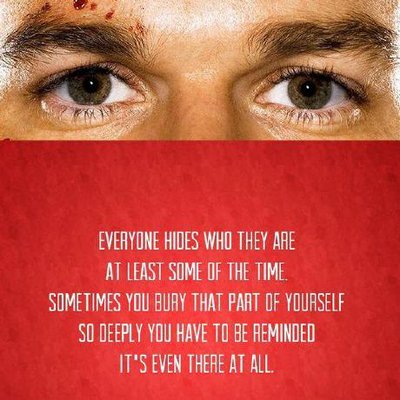 EVERYONE HIDES WHO THEY ARE
AT LEAST SOME OF THE TIME.
SOMETIMES YOU BURY THAT PART OF YOURSELF
SO DEEPLY YOU HAVE TO BE REMINDED
IT"S EVEN THERE AT ALL.